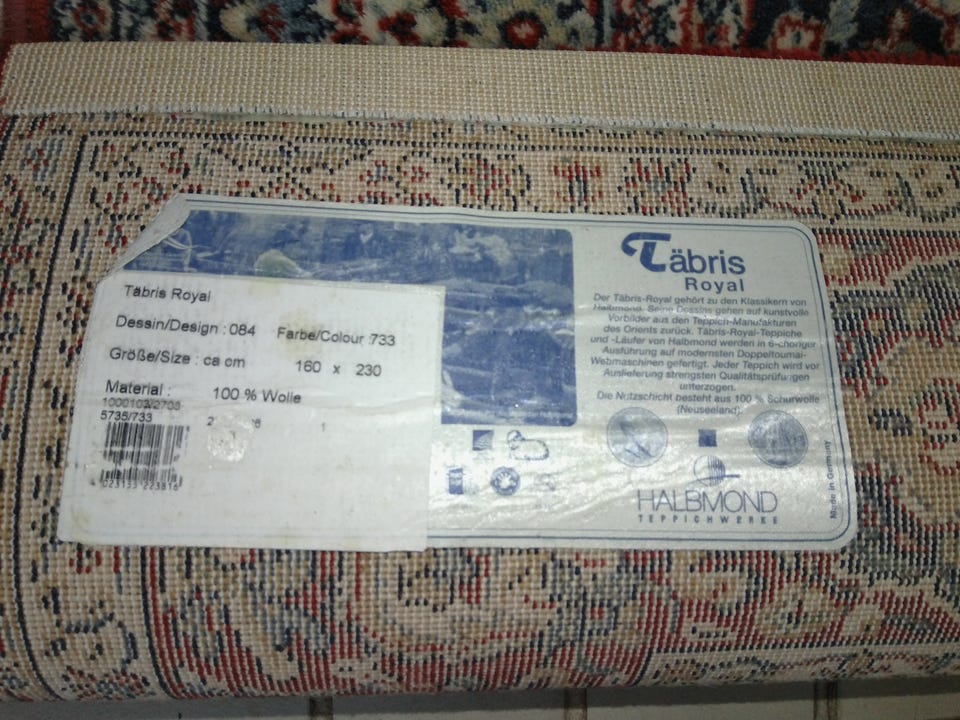 Täbris Royal
Dessin/Design : 084 Farbe/Colour :733
Größe/Size : ca cm 160 x 230
Material : 100 % Wolle
1000103/2708
5735/733
1
Täbris
Royal
Der Täbris-Royal gehört zu den Klassikern von
Halbmond. Seine Dessins gehen auf kunstvolle
Vorbilder aus den Teppich-Manufakturen
des Orients zurück. Täbris-Royal-Teppiche
und -Läufer von Halbmond werden in 6-choriger
Ausführung auf modernsten Doppeltournai-
Webmaschinen gefertigt. Jeder Teppich wird vor
Auslieferung strengsten Qualitätsprüfungen
unterzogen.
Die Nutzschicht besteht aus 100 % Schurwolle
(Neuseeland).
HALBMOND
TEPPICHWERKE
Made in Germany